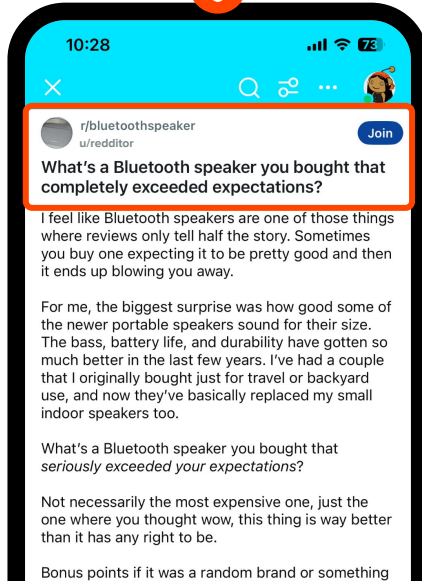 10:28
73
r/bluetoothspeaker
u/redditor
Join
What's a Bluetooth speaker you bought that
completely exceeded expectations?
I feel like Bluetooth speakers are one of those things
where reviews only tell half the story. Sometimes
you buy one expecting it to be pretty good and then
it ends up blowing you away.
For me, the biggest surprise was how good some of
the newer portable speakers sound for their size.
The bass, battery life, and durability have gotten so
much better in the last few years. I've had a couple
that I originally bought just for travel or backyard
use, and now they've basically replaced my small
indoor speakers too.
What's a Bluetooth speaker you bought that
seriously exceeded your expectations?
Not necessarily the most expensive one, just the
one where you thought wow, this thing is way better
than it has any right to be.
Bonus points if it was a random brand or something